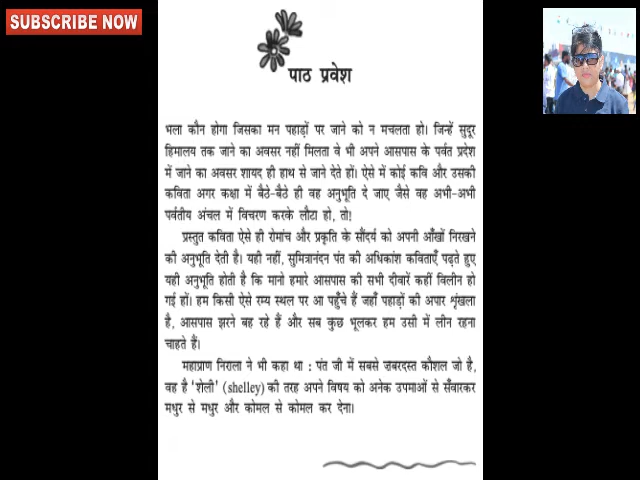 SUBSCRIBE NOW
पाठ प्रवेश
भला कौन होगा जिसका मन पहाड़ों पर जाने को न मचलता हो। जिन्हें सुदूर
हिमालय तक जाने का अवसर नहीं मिलता वे भी अपने आसपास के पर्वत प्रदेश
में जाने का अवसर शायद ही हाथ से जाने देते हों। ऐसे में कोई कवि और उसकी
कविता अगर कक्षा में बैठे-बैठे ही वह अनुभूति दे जाए जैसे वह अभी-अभी
पर्वतीय अंचल में विचरण करके लौटा हो, तो!
प्रस्तुत कविता ऐसे ही रोमांच और प्रकृति के सौंदर्य को अपनी आँखों निरखने
की अनुभूति देती है। यही नहीं, सुमित्रानंदन पंत की अधिकांश कविताएँ पढ़ते हुए
यही अनुभूति होती है कि मानो हमारे आसपास की सभी दीवारें कहीं विलीन हो
गई हों। हम किसी ऐसे रम्य स्थल पर आ पहुँचे हैं जहाँ पहाड़ों की अपार शृंखला
है, आसपास झरने बह रहे हैं और सब कुछ भूलकर हम उसी में लीन रहना
चाहते हैं।
महाप्राण निराला ने भी कहा था : पंत जी में सबसे ज़बरदस्त कौशल जो है,
वह है 'शेली' (shelley) की तरह अपने विषय को अनेक उपमाओं से सँवारकर
मधुर से मधुर और कोमल से कोमल कर देना।